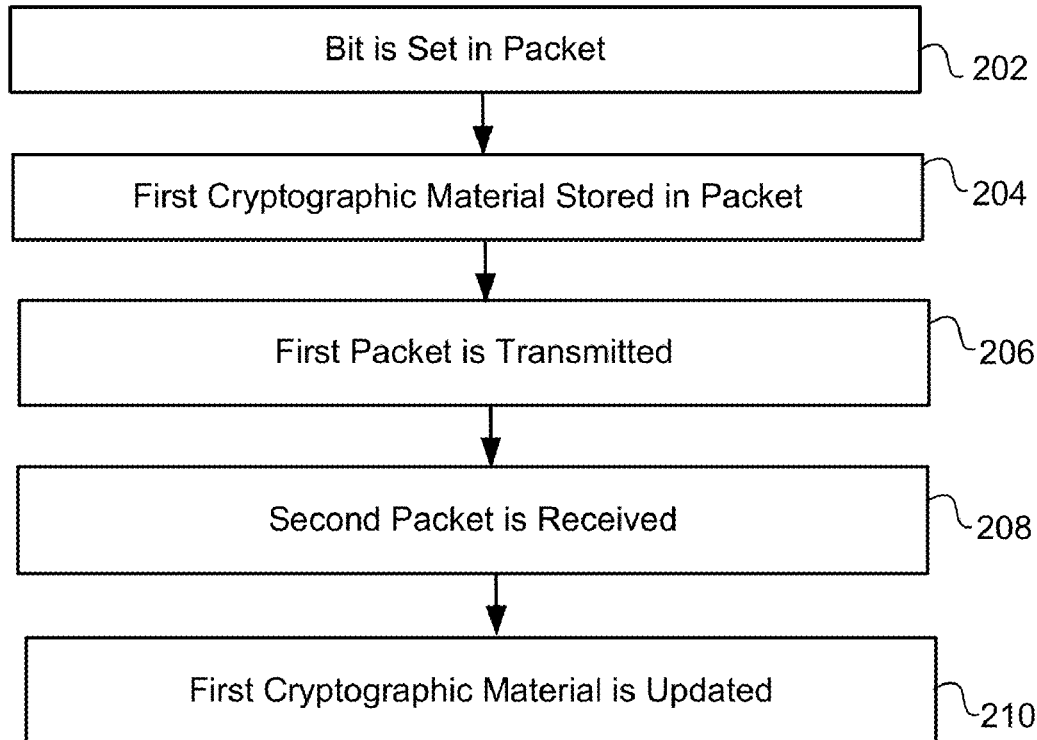 Bit is Set in Packet
202
First Cryptographic Material Stored in Packet
204
First Packet is Transmitted
206
Second Packet is Received
208
First Cryptographic Material is Updated
210